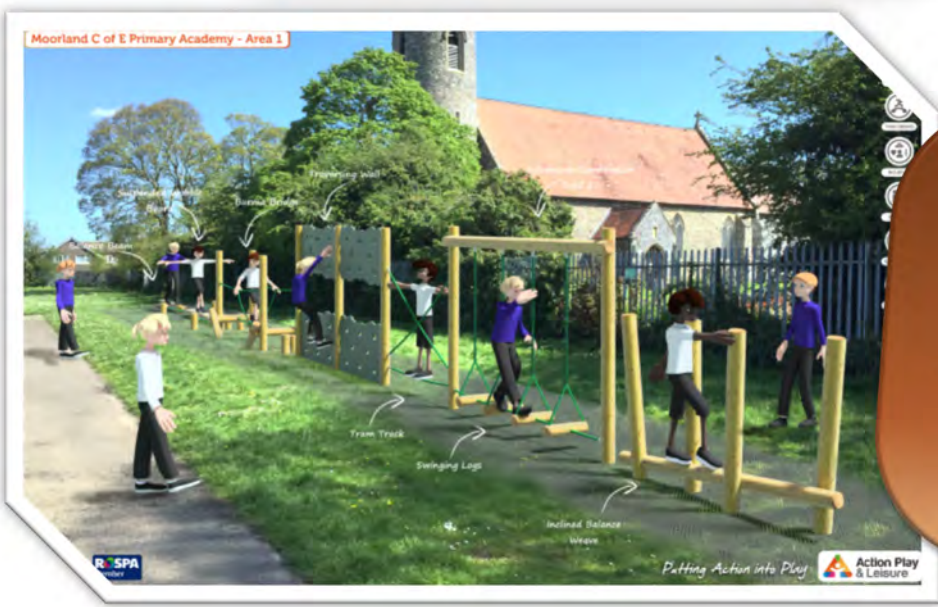 Moorland C of E Primary Academy - Area 1
Traversing Wall
Burma Bridge
Balance Beam
Tram Track
Swinging Logs
Inclined Balance
Weave
RoSPA
Putting Action into Play
Action Play
& Leisure